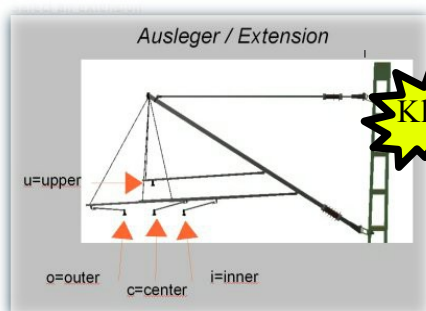 Ausleger / Extension
u=upper
o=outer
c=center
i=inner